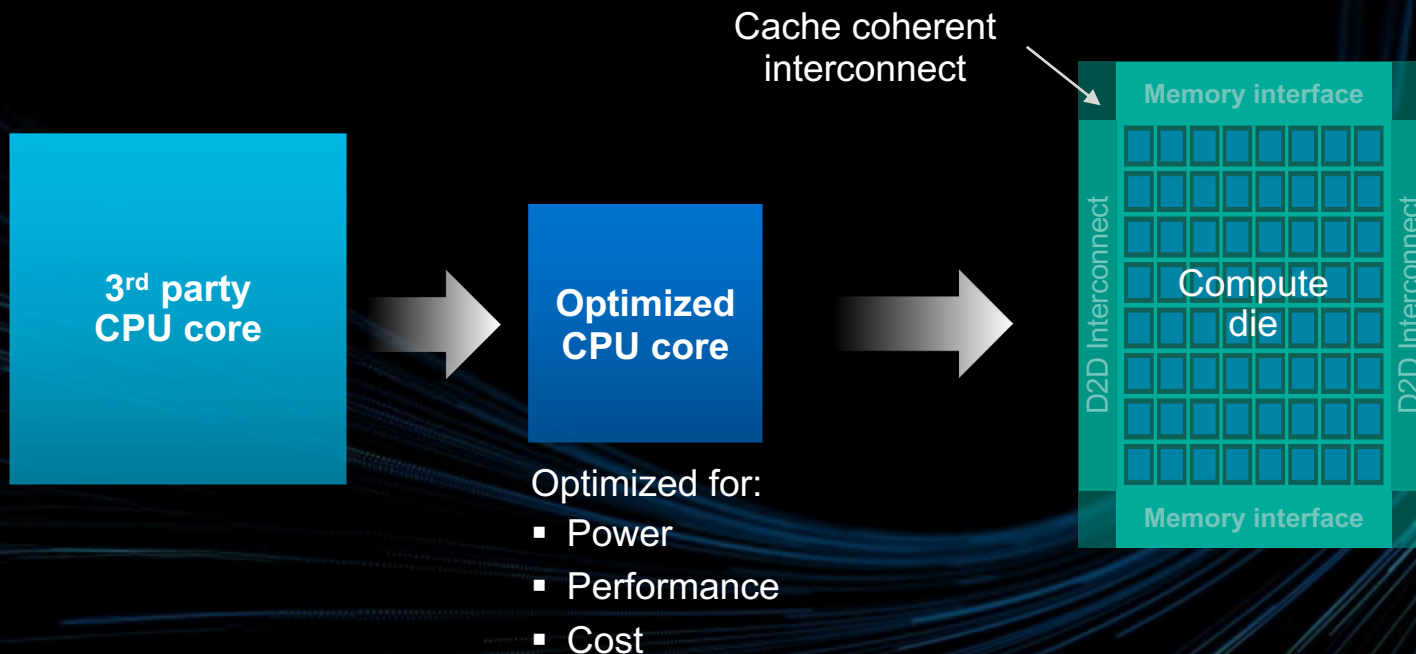 Cache coherent
interconnect
3rd party
CPU core
Optimized
CPU core
Optimized for:
▪ Power
▪ Performance
▪ Cost
Memory interface
D2D Interconnect
Compute
die
D2D Interconnect
Memory interface